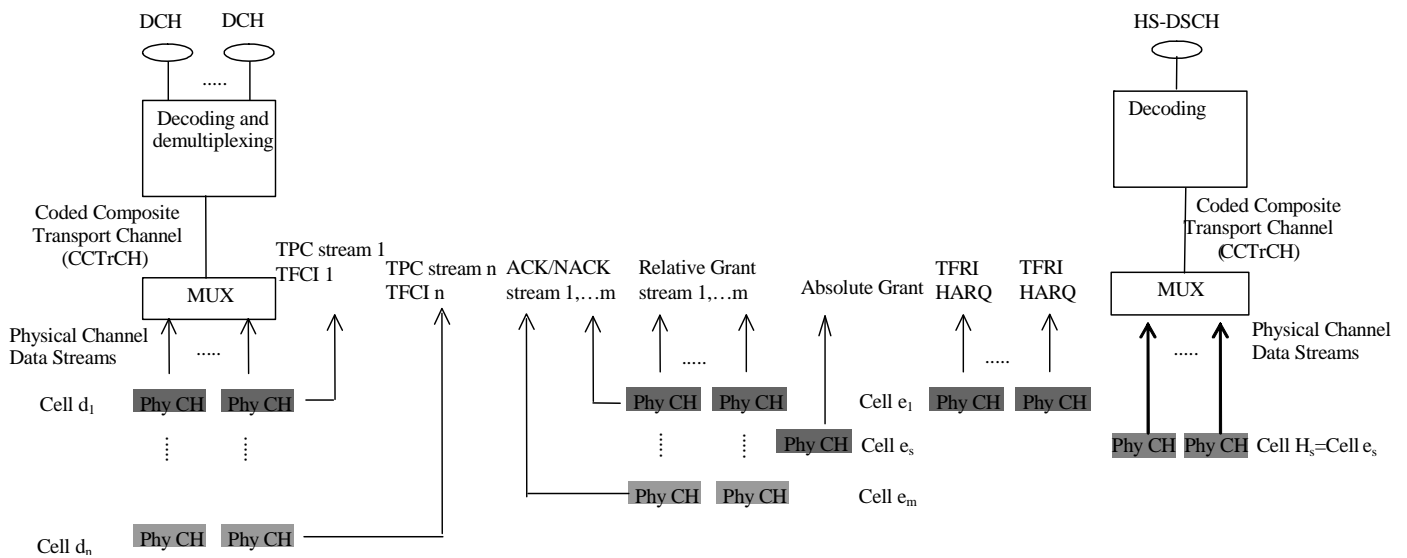 DCH DCH HS-DSCH
.....
Decoding and
demultiplexing
Decoding
Coded Composite
Transport Channel
(CCTrCH)
Coded Composite
Transport Channel
(CCTrCH)
TPC stream 1
TFCI 1
TPC stream n
TFCI n
ACK/NACK
stream 1,…m
Relative Grant
stream 1,…m
Absolute Grant
TFRI
HARQ
TFRI
HARQ
MUX
MUX
Physical Channel
Data Streams
.....
.....
.....
.....
Physical Channel
Data Streams
Cell d1 Phy CH Phy CH
Phy CH Phy CH Cell e1 Phy CH Phy CH
Phy CH Cell es
Phy CH Phy CH Cell Hs=Cell es
Phy CH Phy CH Cell em
Cell dn Phy CH Phy CH